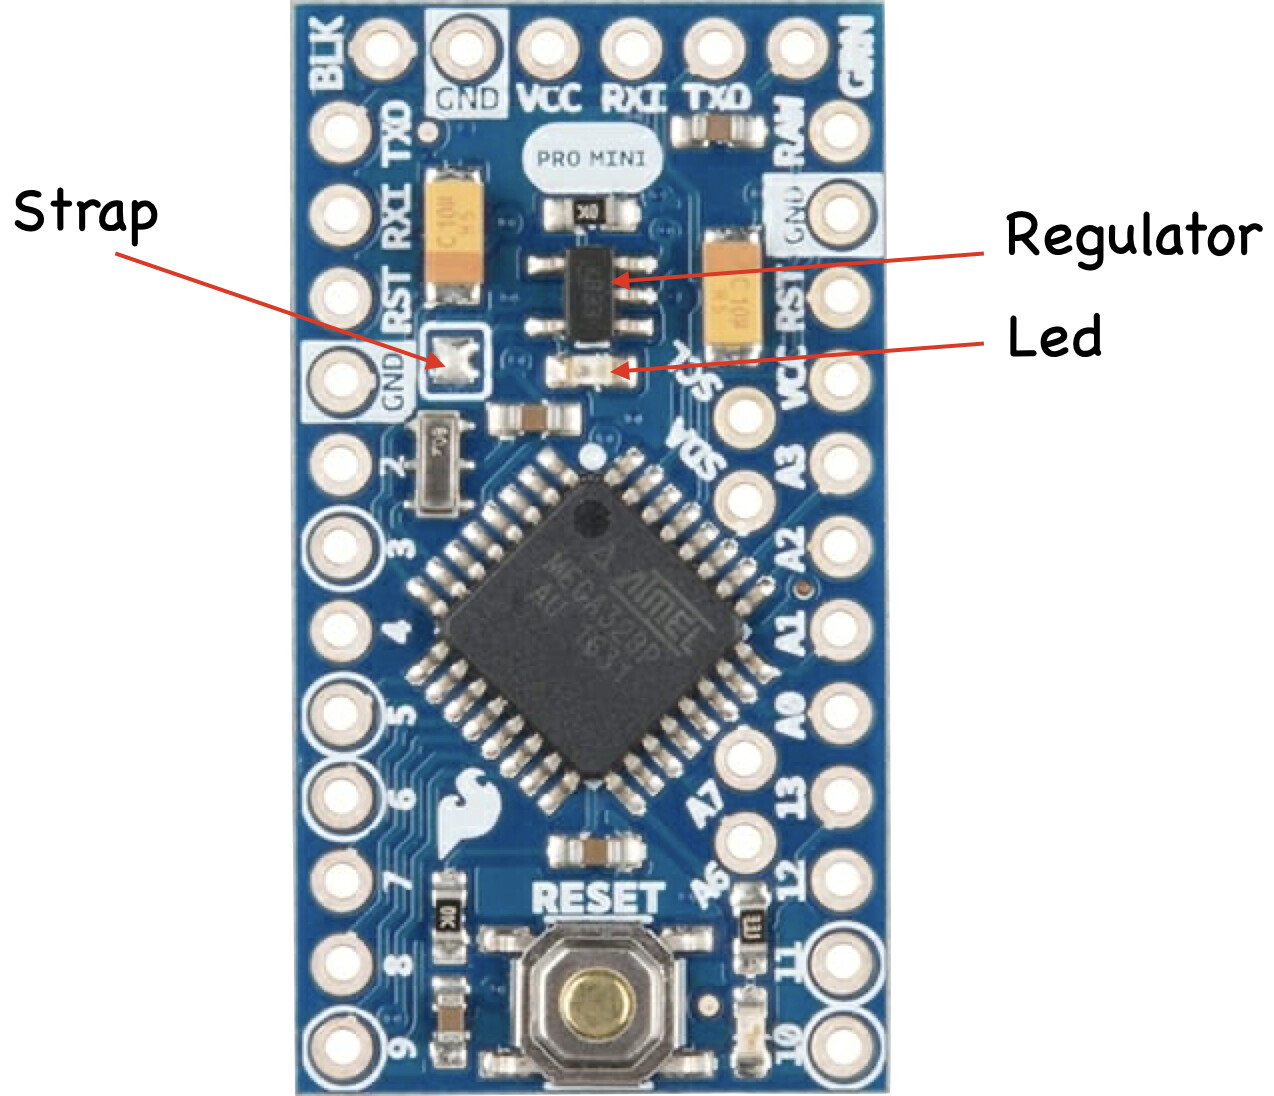 BLK
GND
VCC
RXI
TXO
GRN
TXO
RAW
PRO MINI
Strap
RXI
GND
Regulator
RST
RST
Led
GND
SCL
VCC
2
SDA
A3
3
A2
ATMEL
MEGA328P
AU 1631
4
A1
5
A0
6
A7
13
7
A6
12
RESET
8
11
9
10